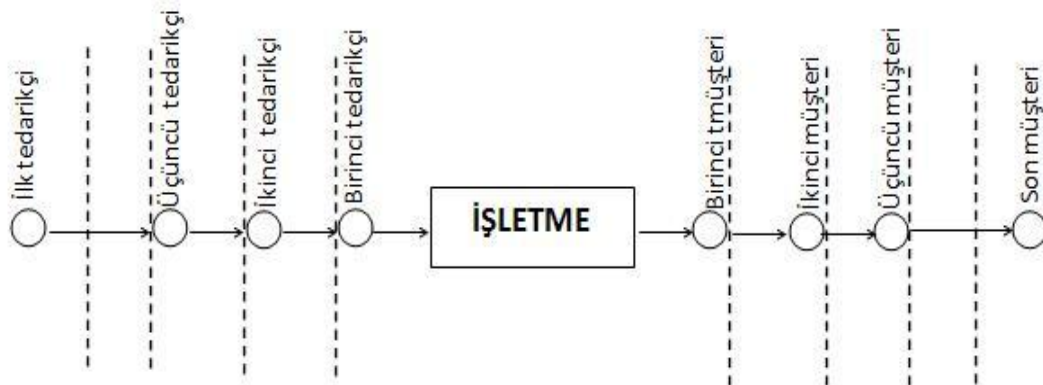 İlk tedarikçi
Üçüncü tedarikçi
İkinci tedarikçi
Birinci tedarikçi
İŞLETME
Birinci tmüşteri
İkinci müşteri
Üçüncü müşteri
Son müşteri